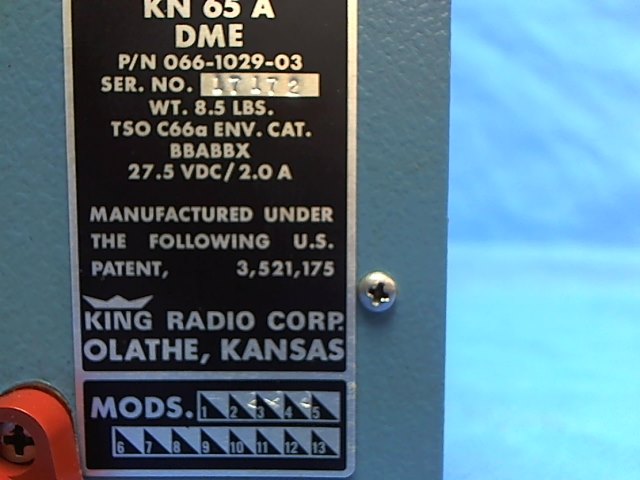 KN 65 A
DME
P/N 066-1029-03
SER. NO. 17172
WT. 8.5 LBS.
TSO C66a ENV. CAT.
BBABBX
27.5 VDC/2.0 A
MANUFACTURED UNDER
THE FOLLOWING U.S.
PATENT, 3,521,175
KING RADIO CORP.
OLATHE, KANSAS
MODS. 1 2 3 4 5
6 7 8 9 10 11 12 13